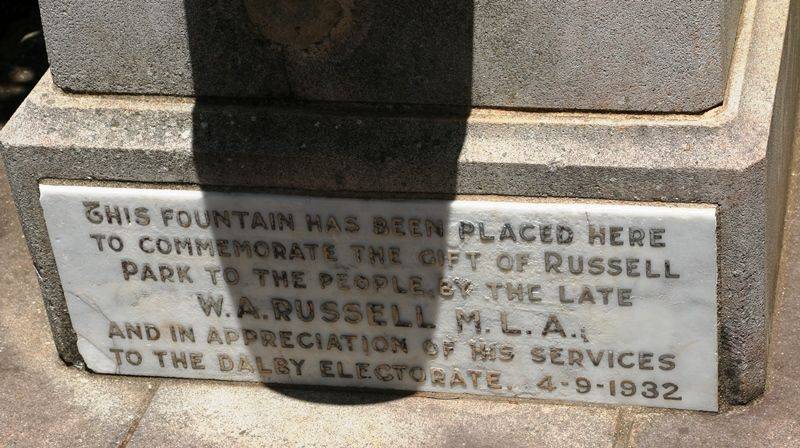 THIS FOUNTAIN HAS BEEN PLACED HERE
TO COMMEMORATE THE GIFT OF RUSSELL
PARK TO THE PEOPLE BY THE LATE
W.A. RUSSELL M.L.A.,
AND IN APPRECIATION OF HIS SERVICES
TO THE DALBY ELECTORATE. 4-9-1932